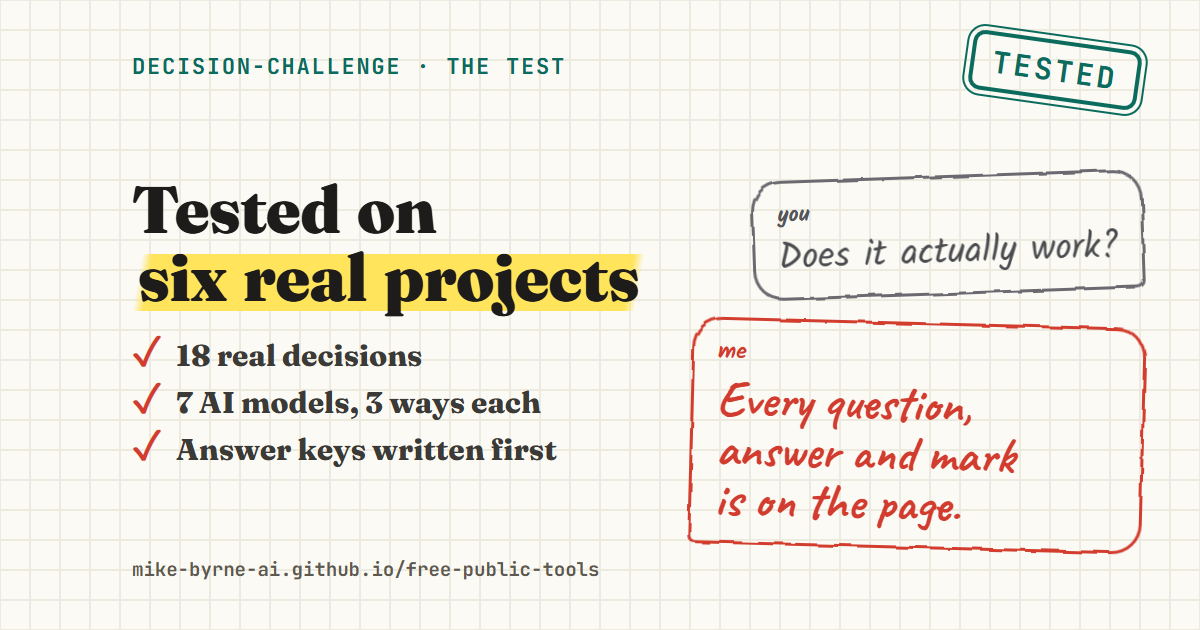 DECISION-CHALLENGE · THE TEST
TESTED
Tested on
six real projects
✓ 18 real decisions
✓ 7 AI models, 3 ways each
✓ Answer keys written first
you
Does it actually work?
me
Every question,
answer and mark
is on the page.
mike-byrne-ai.github.io/free-public-tools